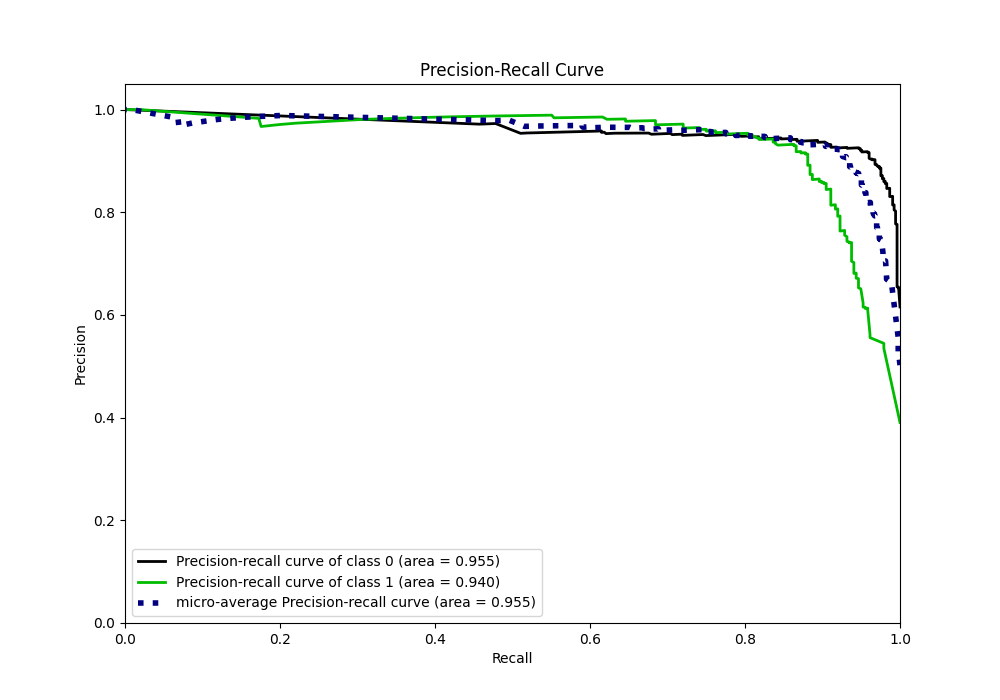 Precision-Recall Curve
1.0
0.8
0.6
0.4
0.2
0.0
Precision
Precision-recall curve of class 0 (area = 0.955)
Precision-recall curve of class 1 (area = 0.940)
micro-average Precision-recall curve (area = 0.955)
0.0 0.2 0.4 0.6 0.8 1.0
Recall